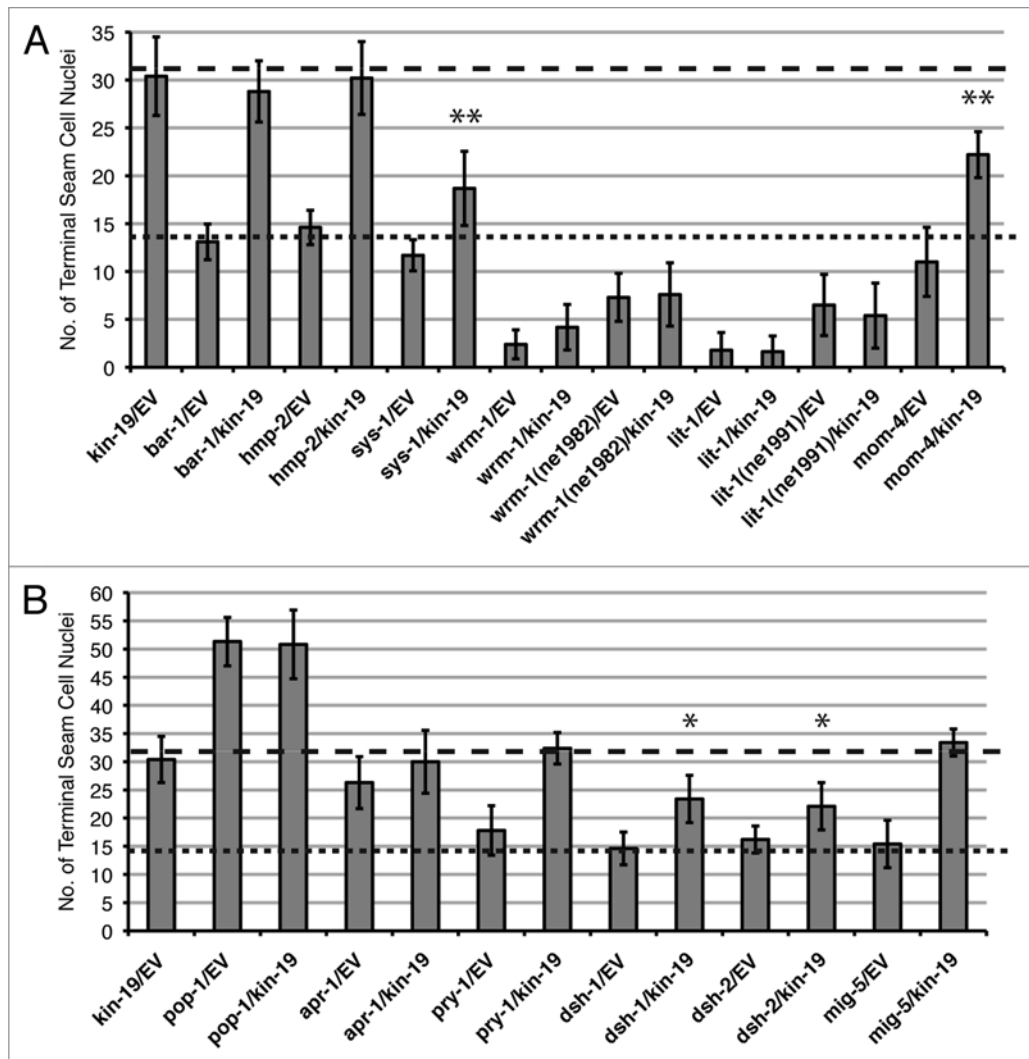 A
No. of Terminal Seam Cell Nuclei
35
30
25
20
15
10
5
0
**
**
kin-19/EV
bar-1/EV
bar-1/kin-19
hmp-2/EV
hmp-2/kin-19
sys-1/EV
sys-1/kin-19
wrm-1/EV
wrm-1/kin-19
wrm-1(ne1982)/EV
wrm-1(ne1982)/kin-19
lit-1/EV
lit-1/kin-19
lit-1(ne1991)/EV
lit-1(ne1991)/kin-19
mom-4/EV
mom-4/kin-19
B
No. of Terminal Seam Cell Nuclei
60
55
50
45
40
35
30
25
20
15
10
5
0
*
*
kin-19/EV
pop-1/EV
pop-1/kin-19
apr-1/EV
apr-1/kin-19
pry-1/EV
pry-1/kin-19
dsh-1/EV
dsh-1/kin-19
dsh-2/EV
dsh-2/kin-19
mig-5/EV
mig-5/kin-19